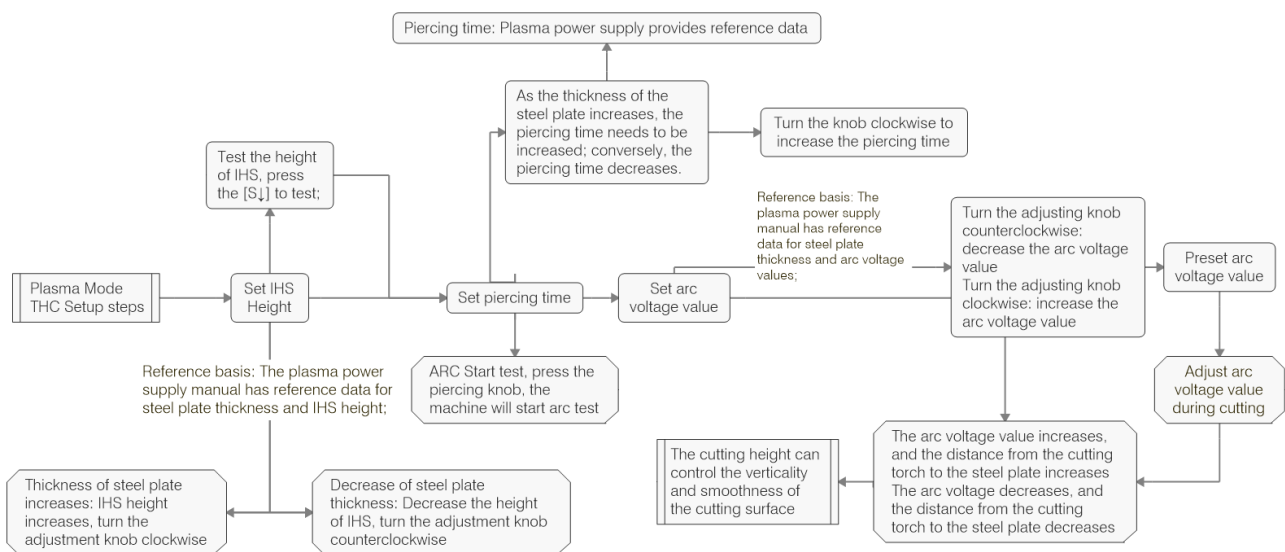 Piercing time: Plasma power supply provides reference data
As the thickness of the
steel plate increases, the
piercing time needs to be
increased; conversely, the
piercing time decreases.
Turn the knob clockwise to
increase the piercing time
Test the height
of IHS, press
the [S↓] to test;
Reference basis: The
plasma power supply
manual has reference
data for steel plate
thickness and arc voltage
values;
Turn the adjusting knob
counterclockwise:
decrease the arc voltage
value
Turn the adjusting knob
clockwise: increase the
arc voltage value
Preset arc
voltage value
Plasma Mode
THC Setup steps
Set IHS
Height
Set piercing time
Set arc
voltage value
Reference basis: The plasma power
supply manual has reference data for
steel plate thickness and IHS height;
ARC Start test, press the
piercing knob, the
machine will start arc test
Adjust arc
voltage value
during cutting
Thickness of steel plate
increases: IHS height
increases, turn the
adjustment knob clockwise
Decrease of steel plate
thickness: Decrease the height
of IHS, turn the adjustment knob
counterclockwise
The cutting height can
control the verticality
and smoothness of
the cutting surface
The arc voltage value increases,
and the distance from the cutting
torch to the steel plate increases
The arc voltage decreases, and
the distance from the cutting
torch to the steel plate decreases